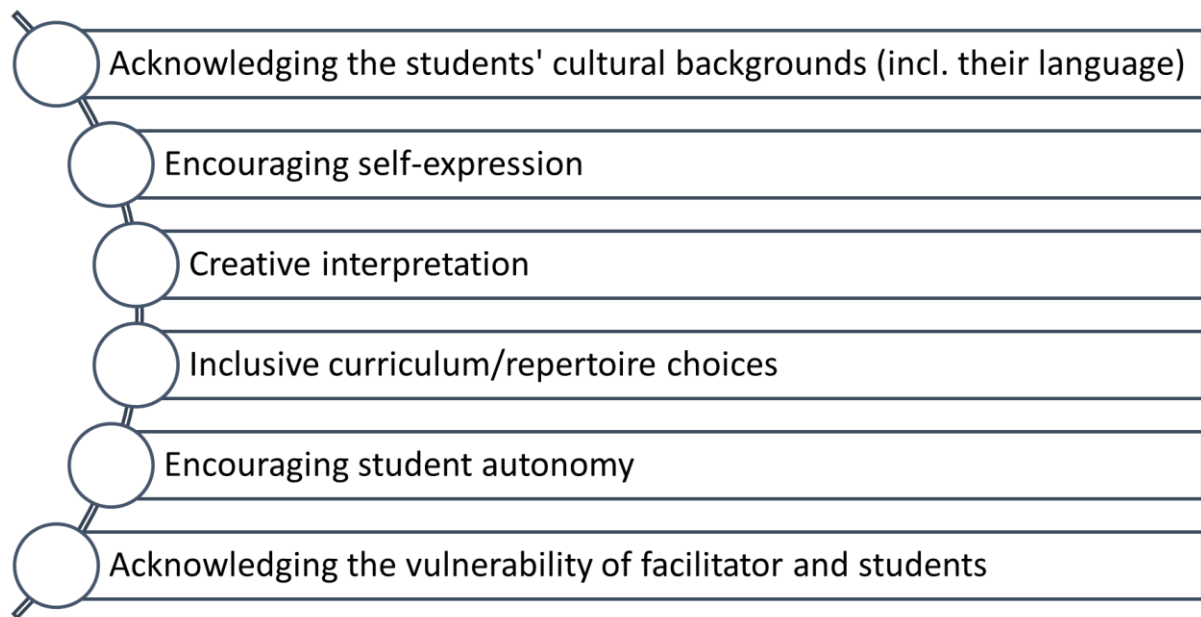 Acknowledging the students' cultural backgrounds (incl. their language)
Encouraging self-expression
Creative interpretation
Inclusive curriculum/repertoire choices
Encouraging student autonomy
Acknowledging the vulnerability of facilitator and students